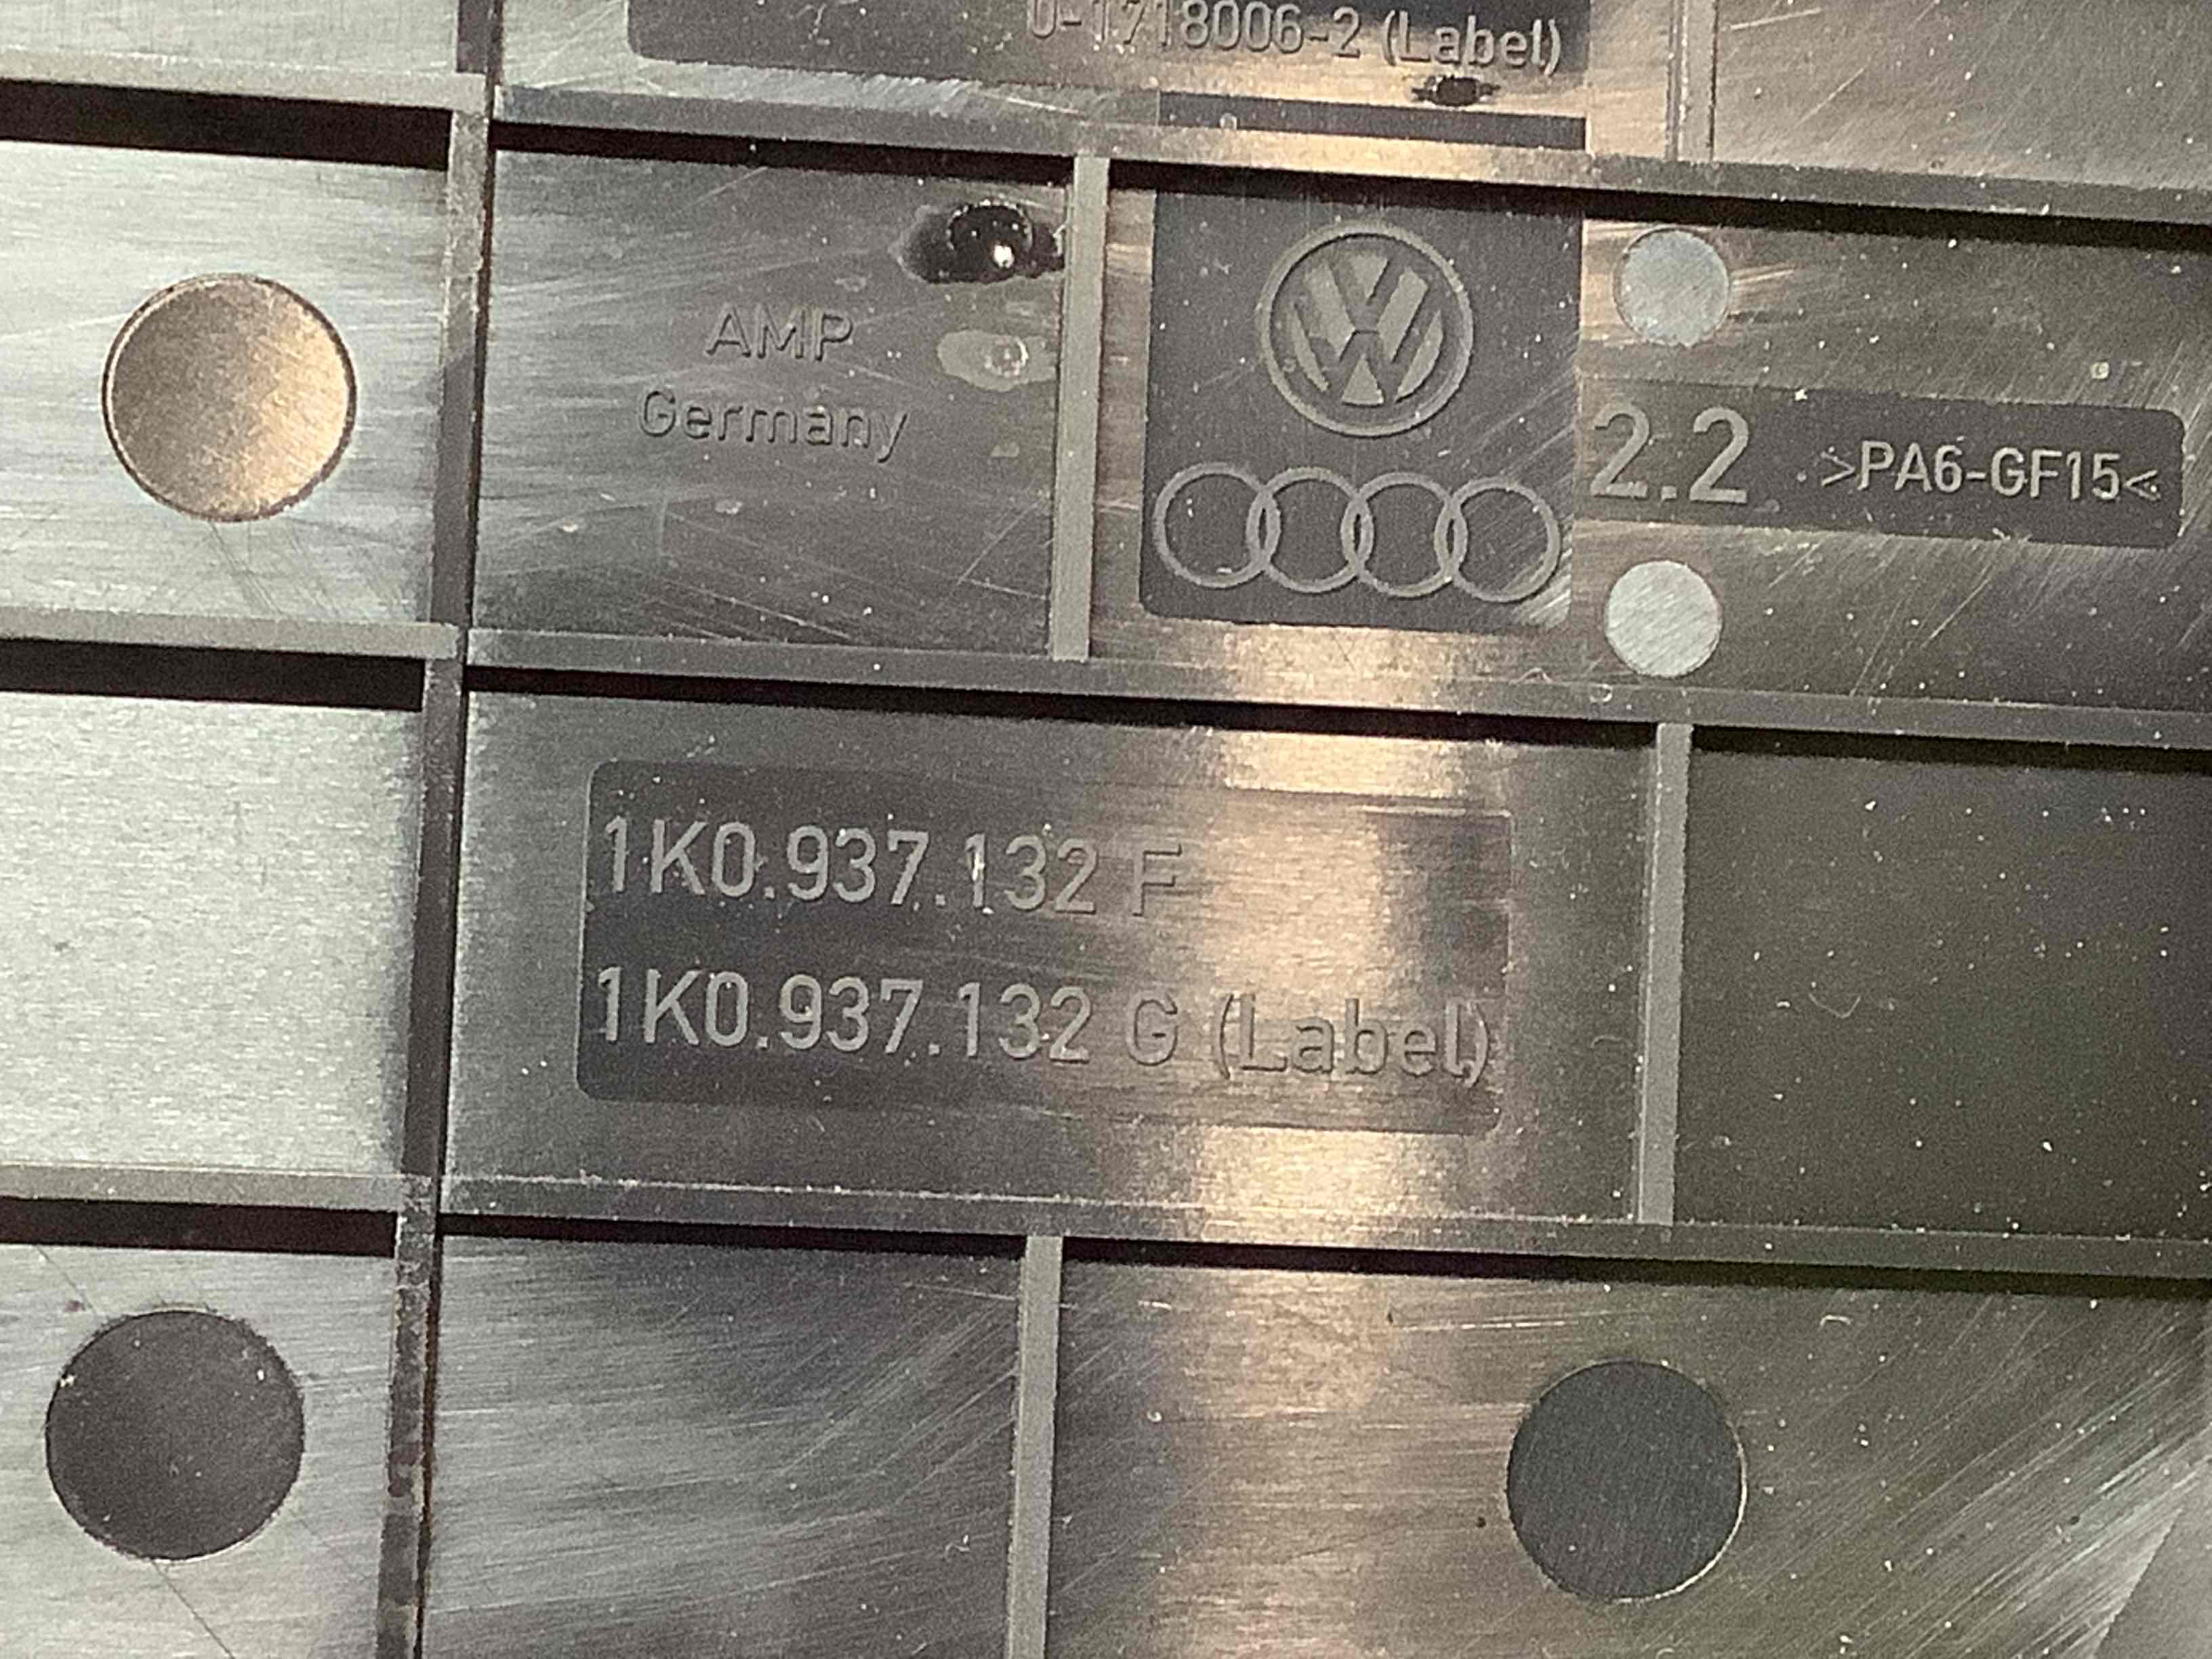 0-1718006-2 (Label)
AMP
Germany
2.2 >PA6-GF15<
1K0.937.132 F
1K0.937.132 G (Label)